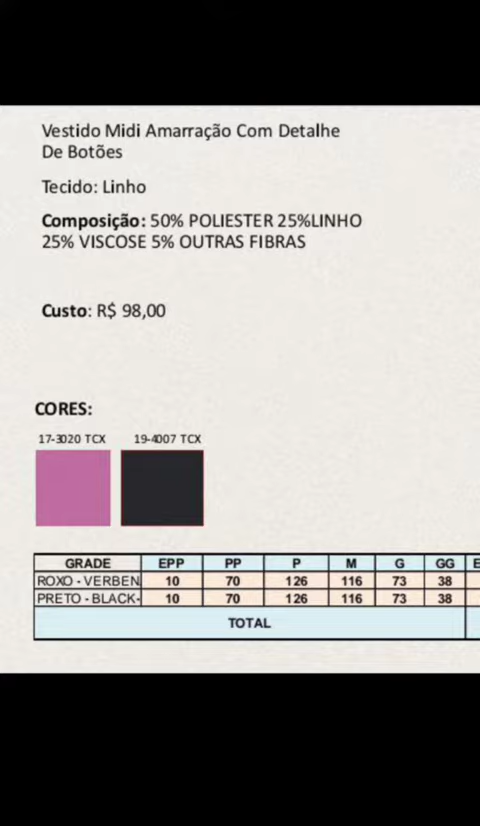 Vestido Midi Amarração Com Detalhe
De Botões
Tecido: Linho
Composição: 50% POLIESTER 25%LINHO
25% VISCOSE 5% OUTRAS FIBRAS
Custo: R$ 98,00
CORES:
17-3020 TCX 19-4007 TCX
GRADE EPP PP P M G GG E
ROXO - VERBEN 10 70 126 116 73 38
PRETO - BLACK- 10 70 126 116 73 38
TOTAL